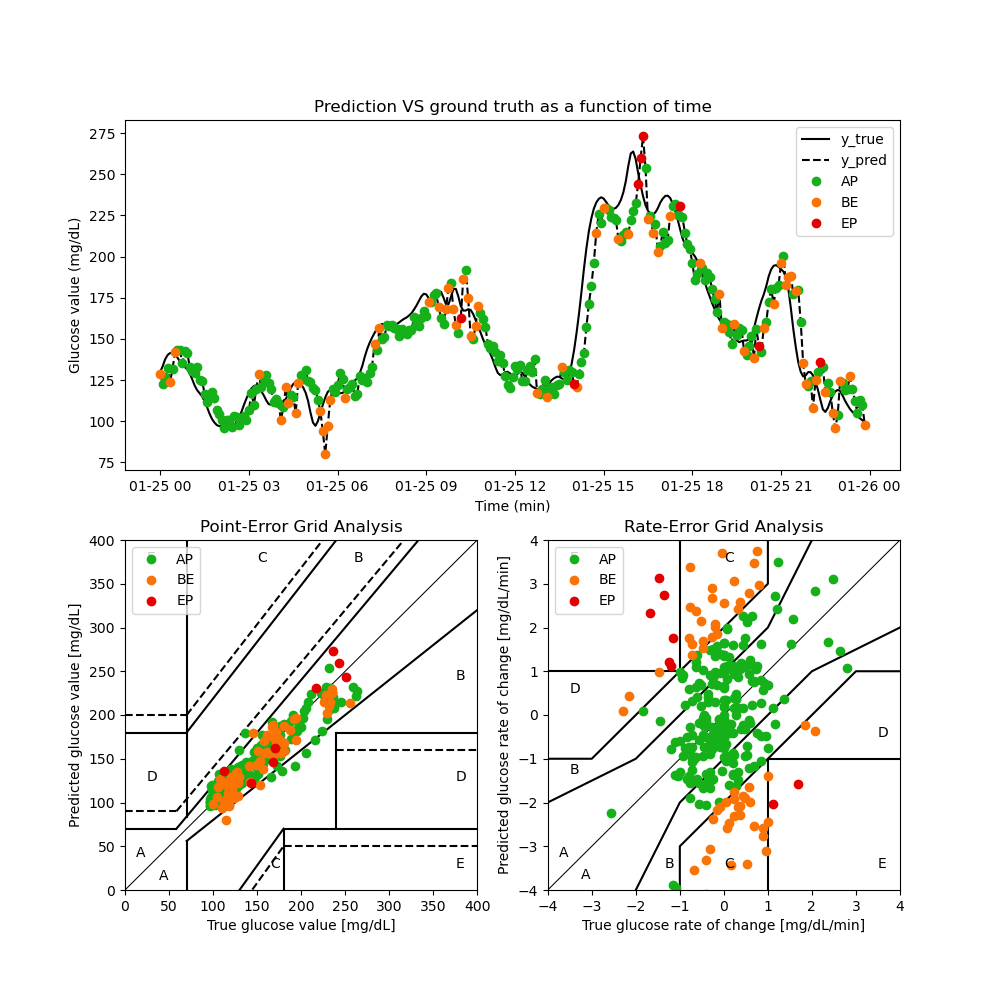 Prediction VS ground truth as a function of time
Glucose value (mg/dL)
275
250
225
200
175
150
125
100
75
y_true
y_pred
AP
BE
EP
01-25 00 01-25 03 01-25 06 01-25 09 01-25 12 01-25 15 01-25 18 01-25 21 01-26 00
Time (min)
Point-Error Grid Analysis
Predicted glucose value [mg/dL]
400
350
300
250
200
150
100
50
0
AP
BE
EP
C
B
B
D
D
A
A
C
E
0 50 100 150 200 250 300 350 400
True glucose value [mg/dL]
Rate-Error Grid Analysis
Predicted glucose rate of change [mg/dL/min]
4
3
2
1
0
−1
−2
−3
−4
AP
BE
EP
C
D
D
B
A
A
B
C
E
−4 −3 −2 −1 0 1 2 3 4
True glucose rate of change [mg/dL/min]